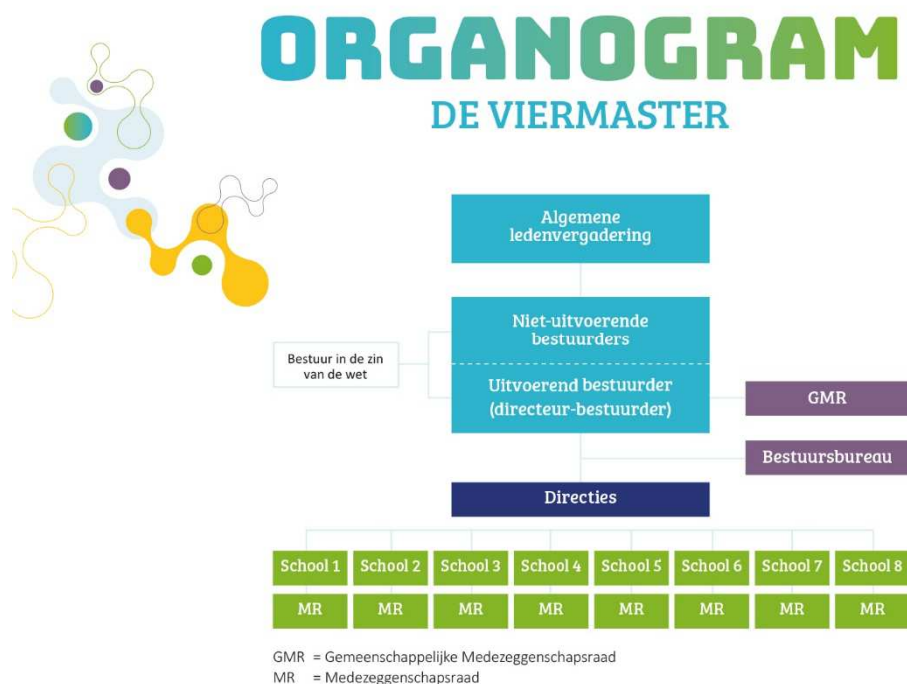 ORGANOGRAM
DE VIERMASTER
Algemene
ledenvergadering
Niet-uitvoerende
bestuurders
Bestuur in de zin
van de wet
Uitvoerend bestuurder
(directeur-bestuurder)
GMR
Bestuursbureau
Directies
School 1 School 2 School 3 School 4 School 5 School 6 School 7 School 8
MR MR MR MR MR MR MR MR
GMR = Gemeenschappelijke Medezeggenschapsraad
MR = Medezeggenschapsraad